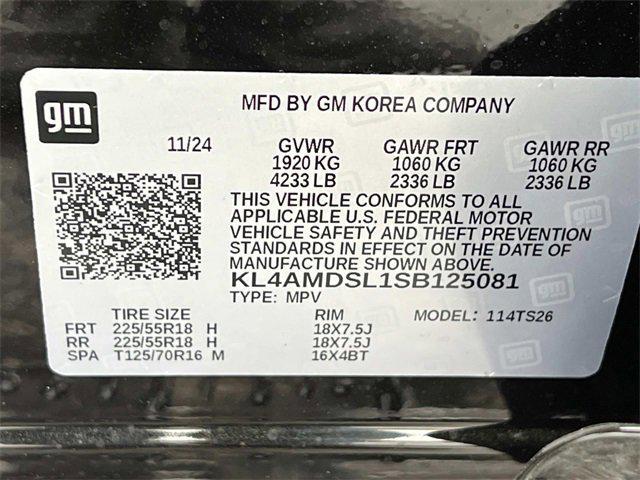 gm
MFD BY GM KOREA COMPANY
11/24 GVWR GAWR FRT GAWR RR
1920 KG 1060 KG 1060 KG
4233 LB 2336 LB 2336 LB
THIS VEHICLE CONFORMS TO ALL
APPLICABLE U.S. FEDERAL MOTOR
VEHICLE SAFETY AND THEFT PREVENTION
STANDARDS IN EFFECT ON THE DATE OF
MANUFACTURE SHOWN ABOVE.
KL4AMDSL1SB125081
TYPE: MPV
TIRE SIZE RIM MODEL: 114TS26
FRT 225/55R18 H 18X7.5J
RR 225/55R18 H 18X7.5J
SPA T125/70R16 M 16X4BT